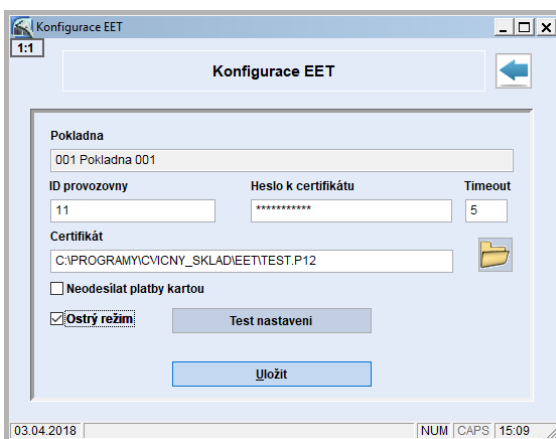 Konfigurace EET
1:1
Konfigurace EET
Pokladna
001 Pokladna 001
ID provozovny Heslo k certifikátu Timeout
11 *********** 5
Certifikát
C:\PROGRAMY\CVICNY_SKLAD\EET\TEST.P12
Neodesílat platby kartou
Ostrý režim Test nastavení
Uložit
03.04.2018 NUM CAPS 15:09